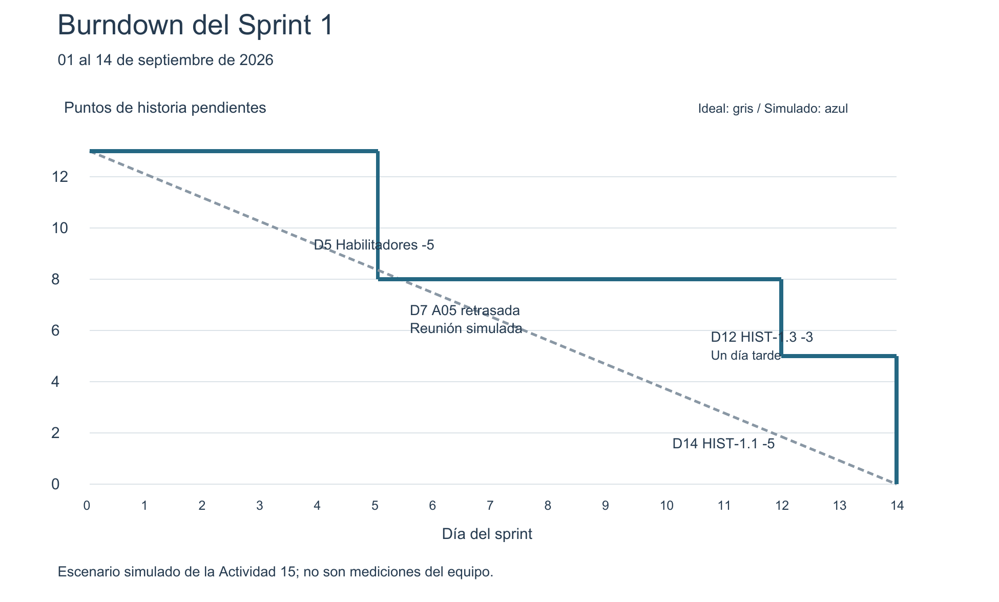 Burndown del Sprint 1
01 al 14 de septiembre de 2026
Puntos de historia pendientes
Ideal: gris / Simulado: azul
12
10
D5 Habilitadores -5
8
D7 A05 retrasada
Reunión simulada
6
D12 HIST-1.3 -3
Un día tarde
4
2
D14 HIST-1.1 -5
0
0 1 2 3 4 5 6 7 8 9 10 11 12 13 14
Día del sprint
Escenario simulado de la Actividad 15; no son mediciones del equipo.